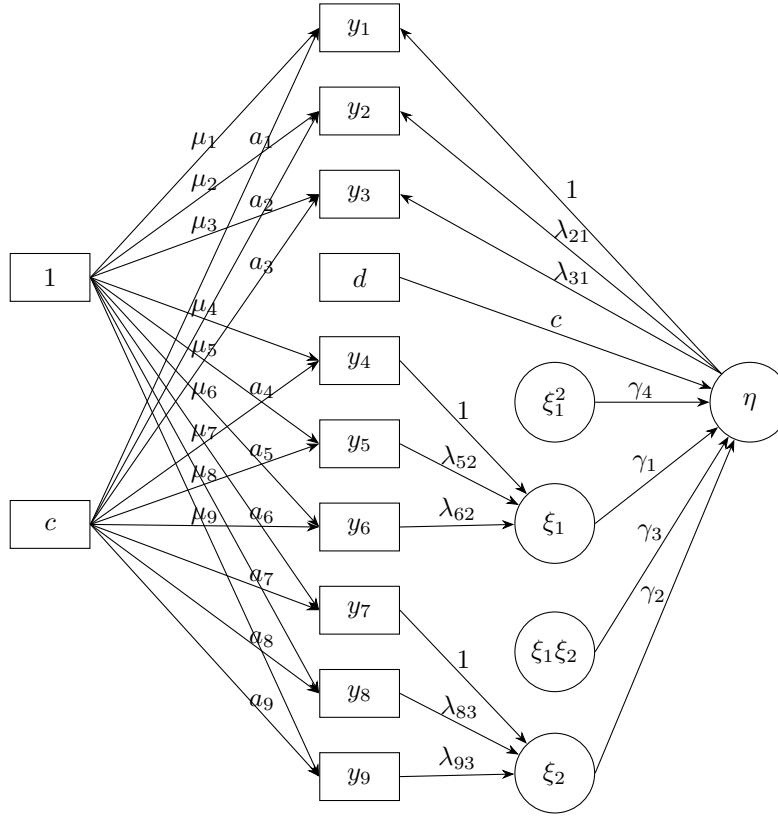 y₁
y₂
μ₁ a₁
μ₂
1
y₃
a₂
μ₃
λ₂₁
a₃
λ₃₁
1
d
μ₄
c
y₄
μ₅
μ₆
a₄
ξ₁²
γ₄
η
1
μ₇
y₅
a₅
λ₅₂
γ₁
μ₈
μ₉
λ₆₂
c
y₆
a₆
ξ₁
γ₃
a₇
γ₂
y₇
a₈
1
ξ₁ξ₂
y₈
a₉
λ₈₃
y₉
λ₉₃
ξ₂